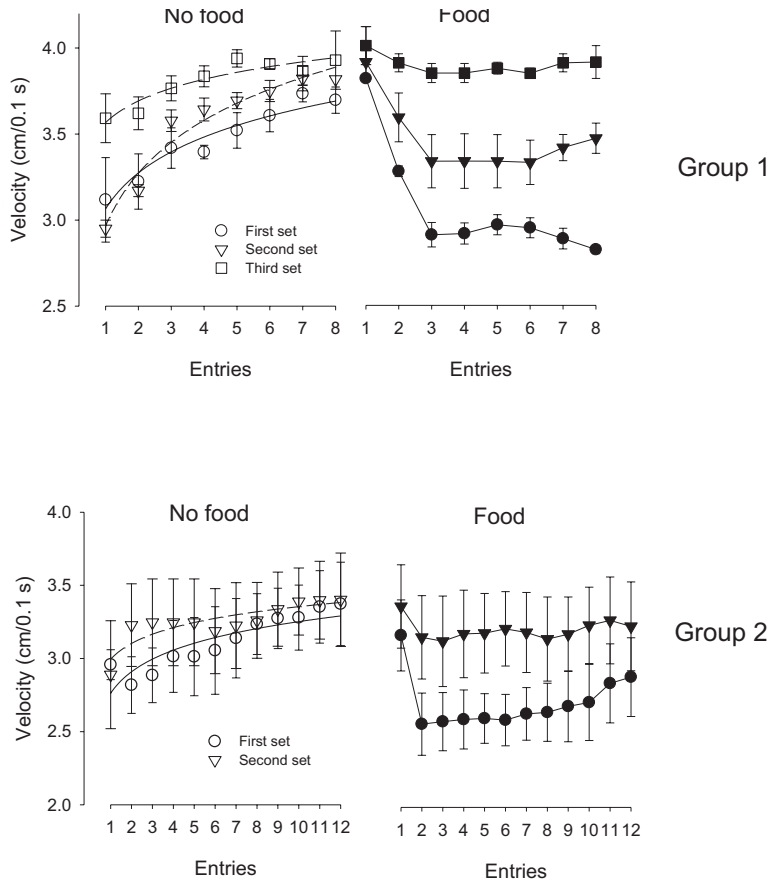 No food Food
4.0
3.5
3.0
2.5
Velocity (cm/0.1 s)
First set
Second set
Third set
1 2 3 4 5 6 7 8
1 2 3 4 5 6 7 8
Entries Entries
Group 1
No food Food
4.0
3.5
3.0
2.5
2.0
Velocity (cm/0.1 s)
First set
Second set
1 2 3 4 5 6 7 8 9 10 11 12
1 2 3 4 5 6 7 8 9 10 11 12
Entries Entries
Group 2